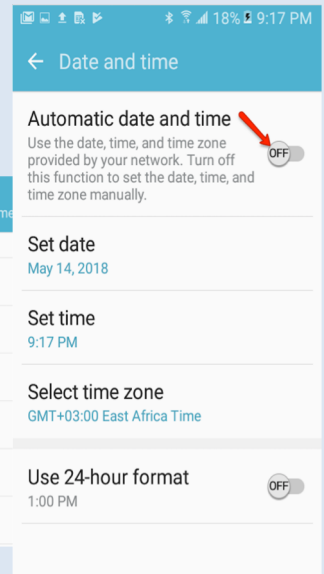 18% 9:17 PM
Date and time
Automatic date and time
Use the date, time, and time zone
provided by your network. Turn off
this function to set the date, time, and
time zone manually.
OFF
me
Set date
May 14, 2018
Set time
9:17 PM
Select time zone
GMT+03:00 East Africa Time
Use 24-hour format
OFF
1:00 PM